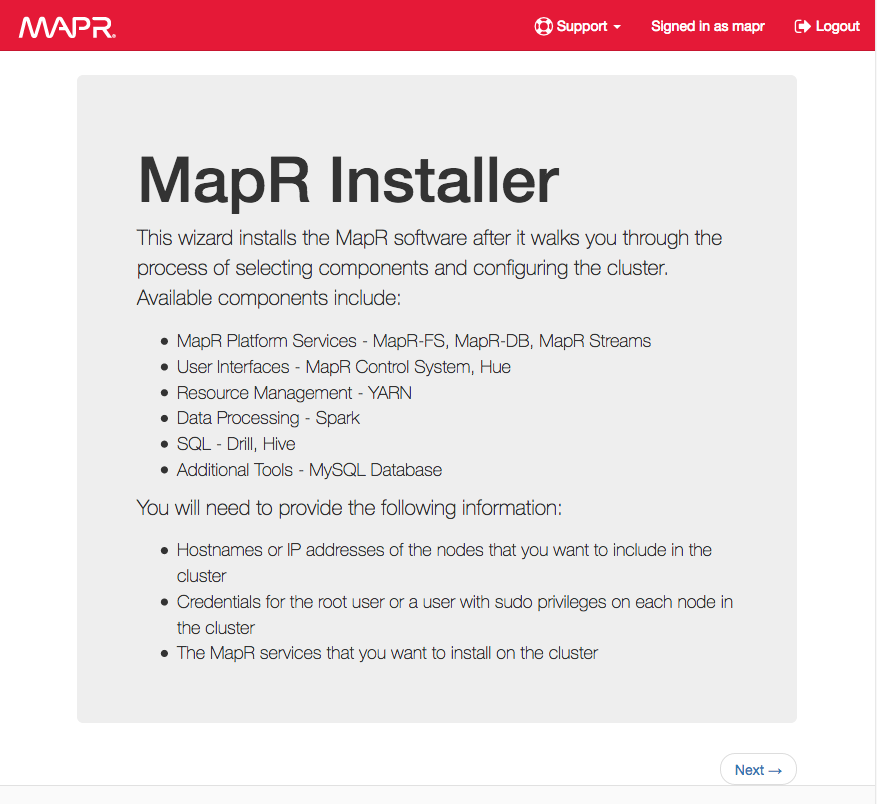 MAPR
Support
Signed in as mapr
Logout
MapR Installer
This wizard installs the MapR software after it walks you through the
process of selecting components and configuring the cluster.
Available components include:
• MapR Platform Services - MapR-FS, MapR-DB, MapR Streams
• User Interfaces - MapR Control System, Hue
• Resource Management - YARN
• Data Processing - Spark
• SQL - Drill, Hive
• Additional Tools - MySQL Database
You will need to provide the following information:
• Hostnames or IP addresses of the nodes that you want to include in the
cluster
• Credentials for the root user or a user with sudo privileges on each node in
the cluster
• The MapR services that you want to install on the cluster
Next →